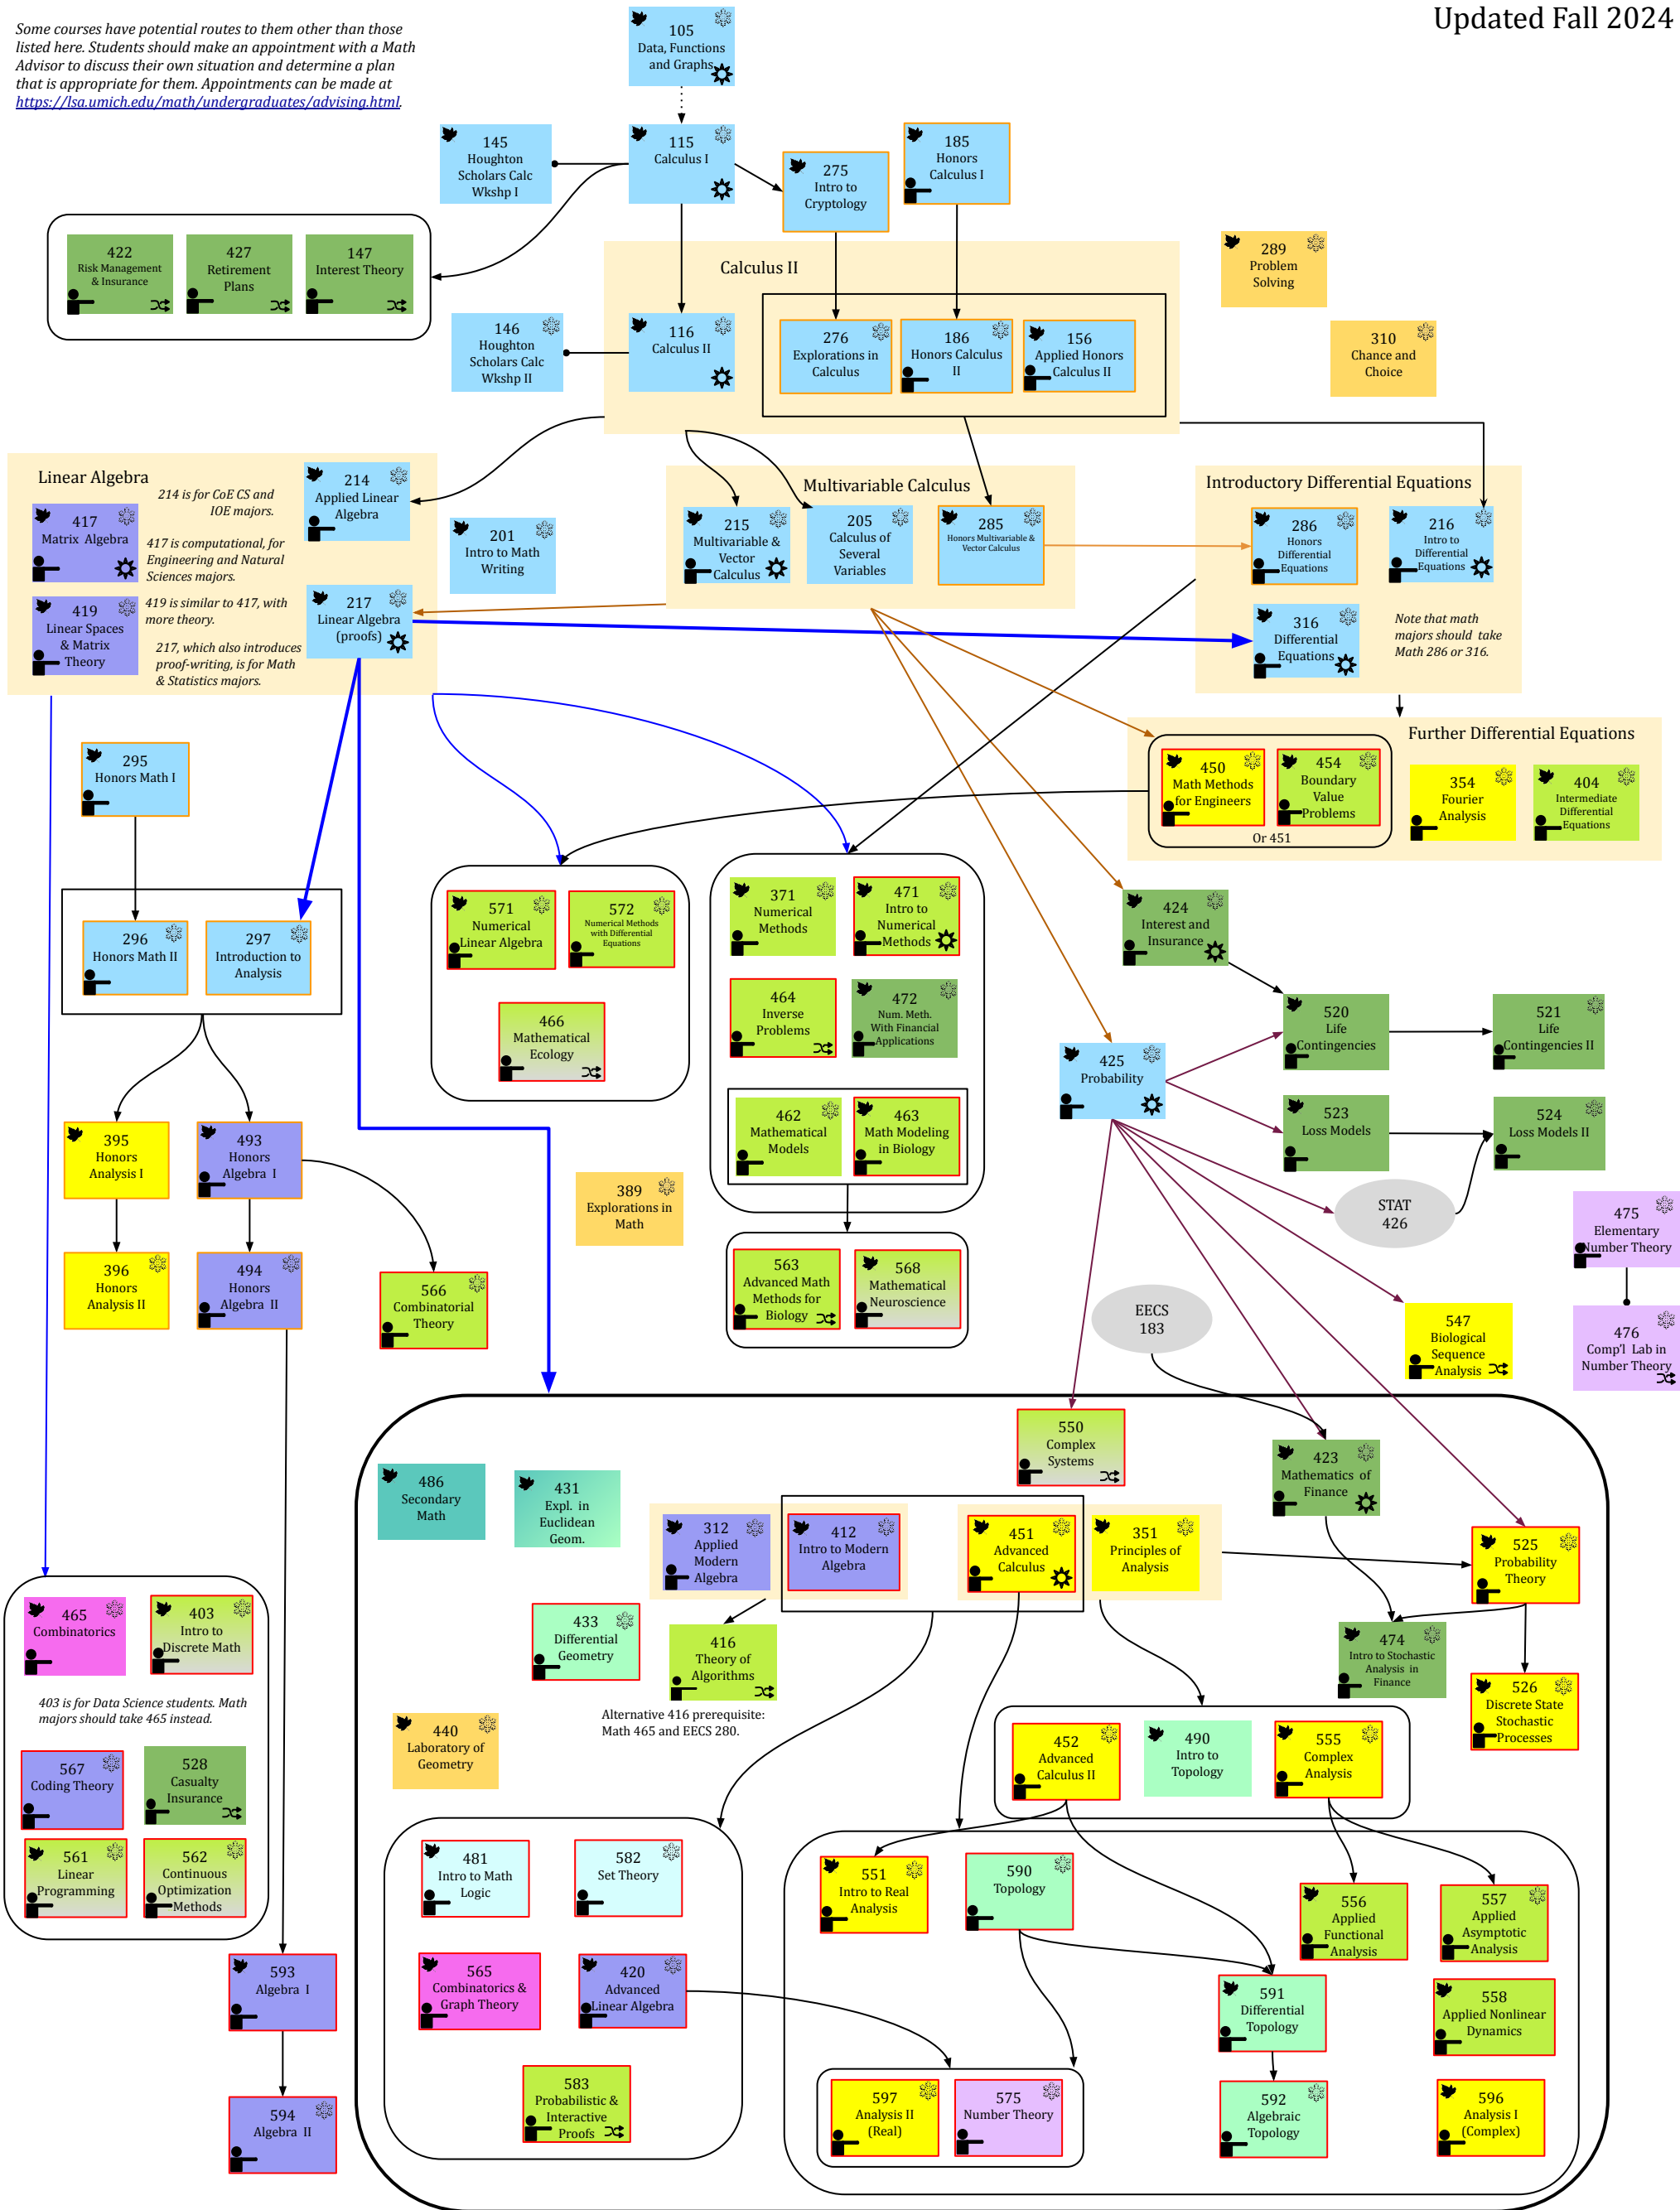 Updated Fall 2024
Some courses have potential routes to them other than those
listed here. Students should make an appointment with a Math
Advisor to discuss their own situation and determine a plan
that is appropriate for them. Appointments can be made at
https://lsa.umich.edu/math/undergraduates/advising.html.
105
Data, Functions
and Graphs
145
Houghton
Scholars Calc
Wkshp I
115
Calculus I
275
Intro to
Cryptology
185
Honors
Calculus I
422
Risk Management
& Insurance
427
Retirement
Plans
147
Interest Theory
Calculus II
289
Problem
Solving
146
Houghton
Scholars Calc
Wkshp II
116
Calculus II
276
Explorations in
Calculus
186
Honors Calculus
II
156
Applied Honors
Calculus II
310
Chance and
Choice
Linear Algebra
214 is for CoE CS and
IOE majors.
214
Applied Linear
Algebra
417
Matrix Algebra
417 is computational, for
Engineering and Natural
Sciences majors.
419
Linear Spaces
& Matrix
Theory
419 is similar to 417, with
more theory.
217, which also introduces
proof-writing, is for Math
& Statistics majors.
217
Linear Algebra
(proofs)
201
Intro to Math
Writing
Multivariable Calculus
215
Multivariable &
Vector
Calculus
205
Calculus of
Several
Variables
285
Honors Multivariable &
Vector Calculus
Introductory Differential Equations
286
Honors
Differential
Equations
216
Intro to
Differential
Equations
316
Differential
Equations
Note that math
majors should take
Math 286 or 316.
Further Differential Equations
450
Math Methods
for Engineers
454
Boundary
Value
Problems
Or 451
354
Fourier
Analysis
404
Intermediate
Differential
Equations
295
Honors Math I
296
Honors Math II
297
Introduction to
Analysis
571
Numerical
Linear Algebra
572
Numerical Methods
with Differential
Equations
466
Mathematical
Ecology
371
Numerical
Methods
471
Intro to
Numerical
Methods
464
Inverse
Problems
472
Num. Meth.
With Financial
Applications
462
Mathematical
Models
463
Math Modeling
in Biology
424
Interest and
Insurance
520
Life
Contingencies
521
Life
Contingencies II
425
Probability
523
Loss Models
524
Loss Models II
395
Honors
Analysis I
493
Honors
Algebra I
389
Explorations in
Math
STAT
426
475
Elementary
Number Theory
396
Honors
Analysis II
494
Honors
Algebra II
566
Combinatorial
Theory
563
Advanced Math
Methods for
Biology
568
Mathematical
Neuroscience
EECS
183
547
Biological
Sequence
Analysis
476
Comp'l Lab in
Number Theory
550
Complex
Systems
423
Mathematics of
Finance
486
Secondary
Math
431
Expl. in
Euclidean
Geom.
312
Applied
Modern
Algebra
412
Intro to Modern
Algebra
451
Advanced
Calculus
351
Principles of
Analysis
525
Probability
Theory
465
Combinatorics
403
Intro to
Discrete Math
403 is for Data Science students. Math
majors should take 465 instead.
433
Differential
Geometry
416
Theory of
Algorithms
Alternative 416 prerequisite:
Math 465 and EECS 280.
474
Intro to Stochastic
Analysis in
Finance
526
Discrete State
Stochastic
Processes
440
Laboratory of
Geometry
452
Advanced
Calculus II
490
Intro to
Topology
555
Complex
Analysis
567
Coding Theory
528
Casualty
Insurance
561
Linear
Programming
562
Continuous
Optimization
Methods
481
Intro to Math
Logic
582
Set Theory
551
Intro to Real
Analysis
590
Topology
556
Applied
Functional
Analysis
557
Applied
Asymptotic
Analysis
593
Algebra I
565
Combinatorics &
Graph Theory
420
Advanced
Linear Algebra
591
Differential
Topology
558
Applied Nonlinear
Dynamics
594
Algebra II
583
Probabilistic &
Interactive
Proofs
597
Analysis II
(Real)
575
Number Theory
592
Algebraic
Topology
596
Analysis I
(Complex)